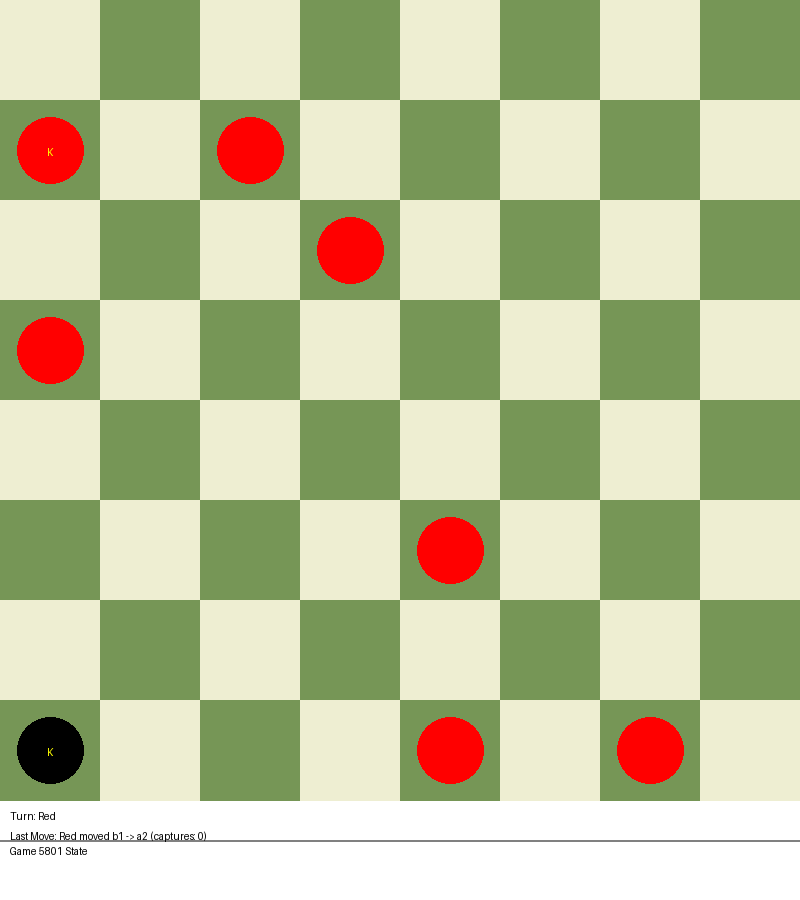 K
K
Turn: Red
Last Move: Red moved b1 -> a2 (captures: 0)
Game 5801 State